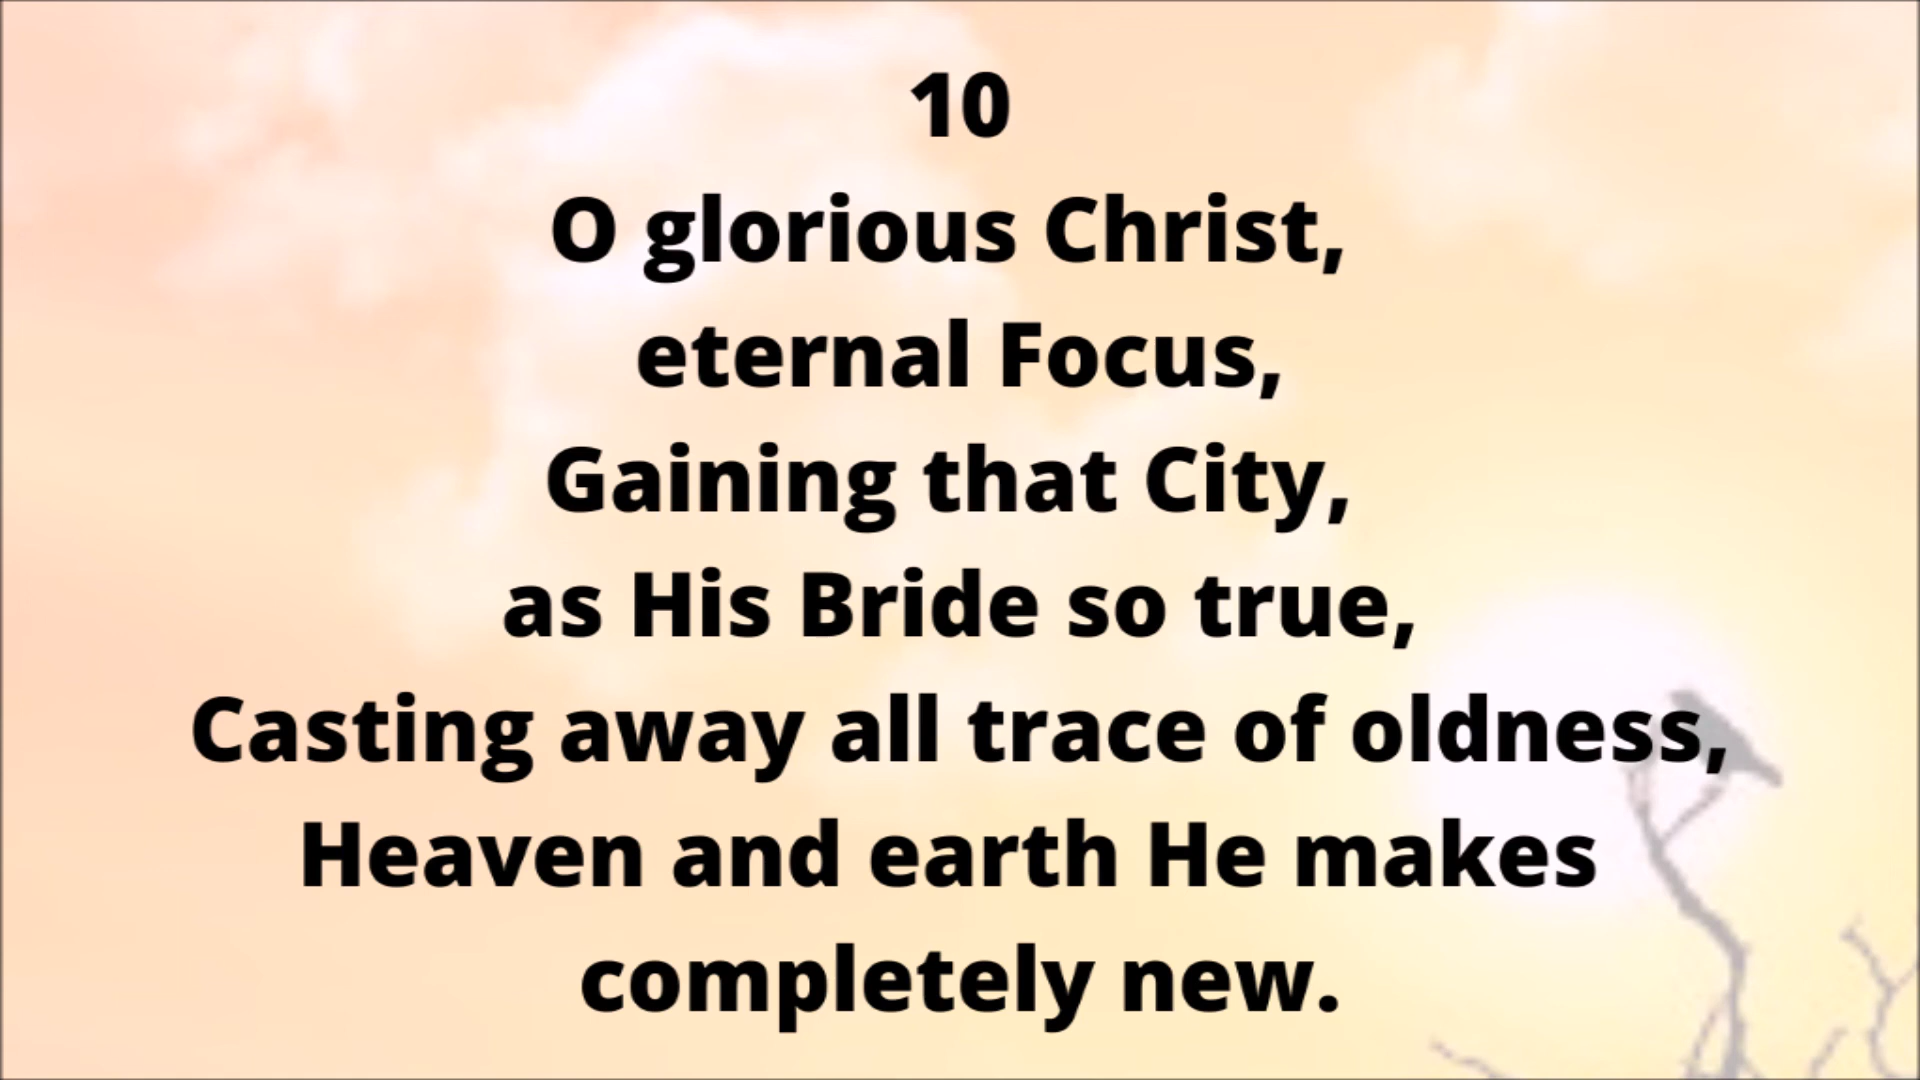 10
O glorious Christ,
eternal Focus,
Gaining that City,
as His Bride so true,
Casting away all trace of oldness,
Heaven and earth He makes
completely new.